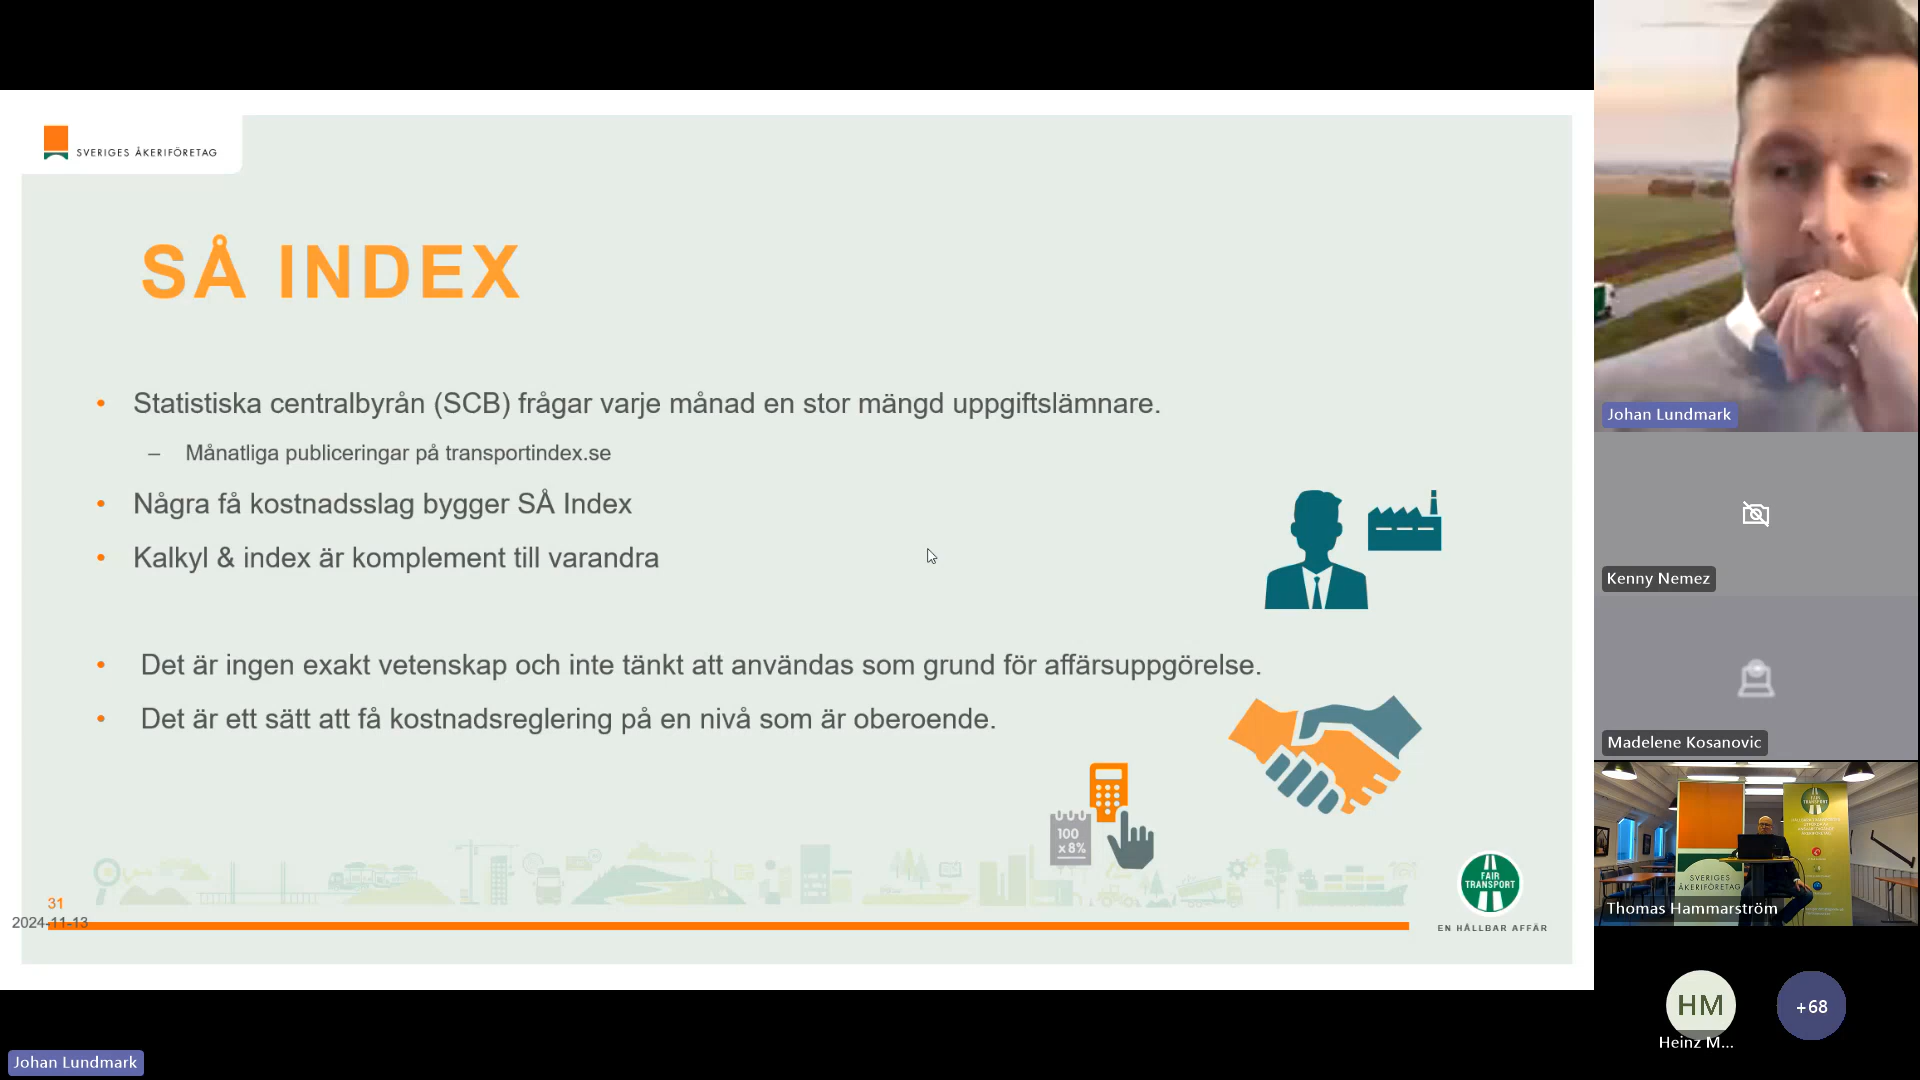 SVERIGES ÅKERIFÖRETAG
SÅ INDEX
• Statistiska centralbyrån (SCB) frågar varje månad en stor mängd uppgiftslämnare.
– Månatliga publiceringar på transportindex.se
• Några få kostnadsslag bygger SÅ Index
• Kalkyl & index är komplement till varandra
• Det är ingen exakt vetenskap och inte tänkt att användas som grund för affärsuppgörelse.
• Det är ett sätt att få kostnadsreglering på en nivå som är oberoende.
100
x 8%
31
2024-11-13
FAIR
TRANSPORT
EN HÅLLBAR AFFÄR
Johan Lundmark
Johan Lundmark
Kenny Nemez
Madelene Kosanovic
FAIR
TRANSPORT
SVERIGES
ÅKERIFÖRETAG
Thomas Hammarström
HM
Heinz M...
+68